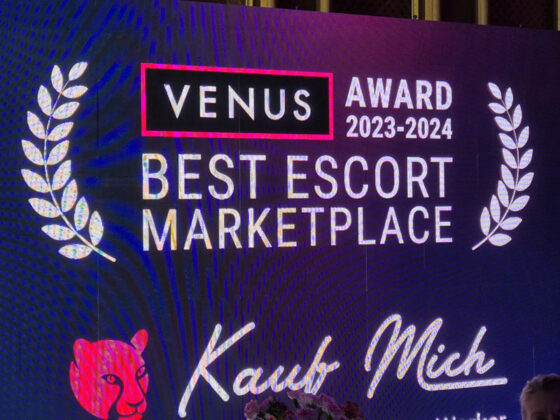 VENUS
AWARD
2023-2024
BEST ESCORT
MARKETPLACE
Kauf Mich